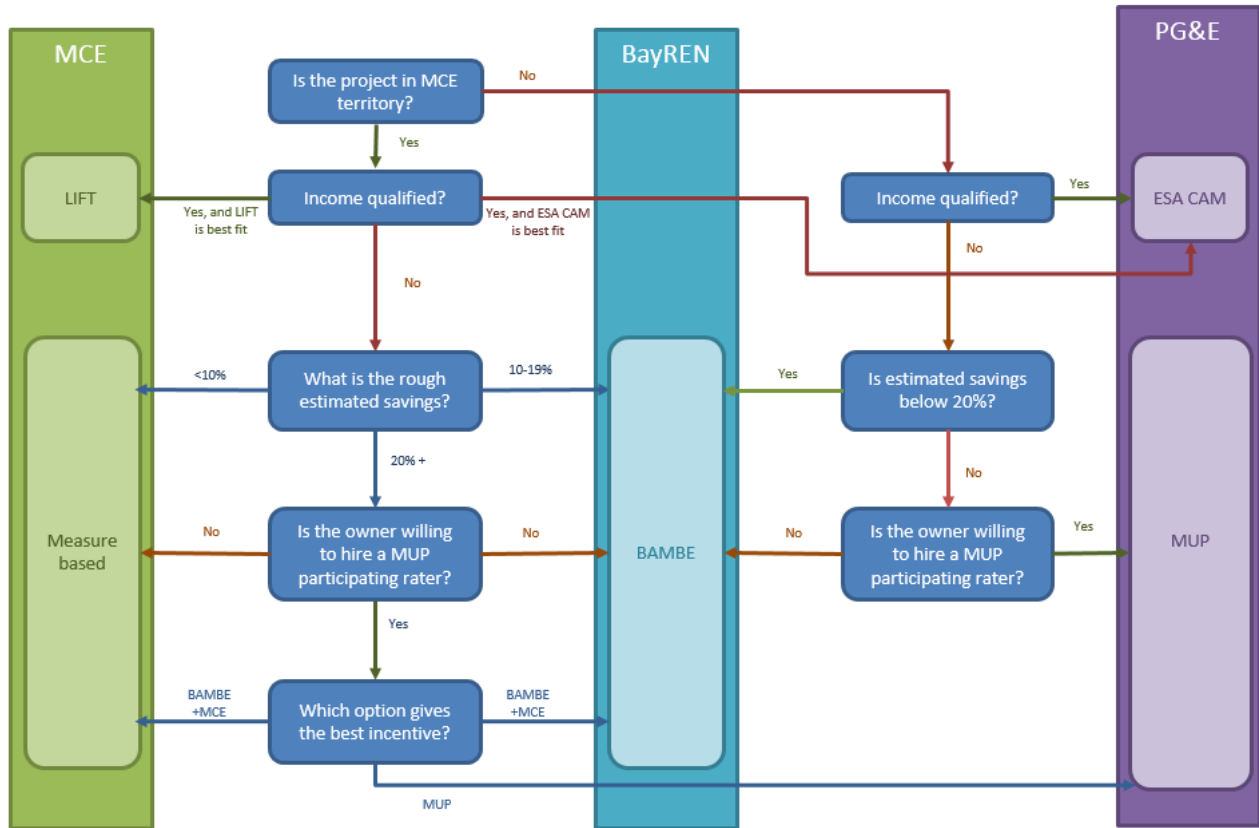 MCE
BayREN
PG&E
Is the project in MCE
territory?
No
Yes
LIFT
Income qualified?
Income qualified?
Yes
ESA CAM
Yes, and LIFT
is best fit
Yes, and ESA CAM
is best fit
No
No
<10%
What is the rough
estimated savings?
10-19%
Yes
Is estimated savings
below 20%?
20% +
No
Measure
based
No
Is the owner willing
to hire a MUP
participating rater?
No
BAMBE
No
Is the owner willing
to hire a MUP
participating rater?
Yes
MUP
Yes
BAMBE
+MCE
Which option gives
the best incentive?
BAMBE
+MCE
MUP